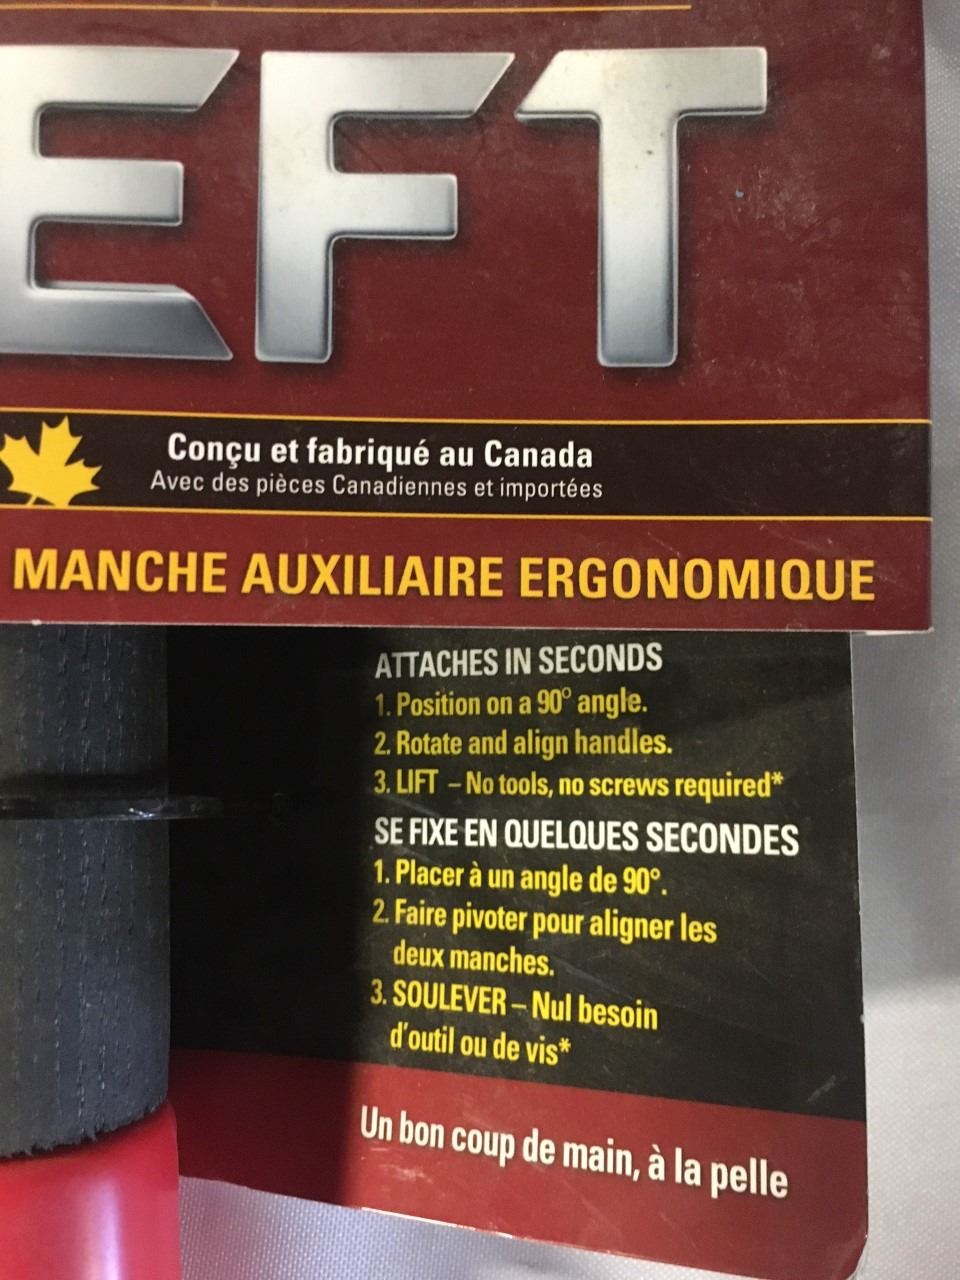 EFT
Conçu et fabriqué au Canada
Avec des pièces Canadiennes et importées
MANCHE AUXILIAIRE ERGONOMIQUE
ATTACHES IN SECONDS
1. Position on a 90° angle.
2. Rotate and align handles.
3. LIFT – No tools, no screws required*
SE FIXE EN QUELQUES SECONDES
1. Placer à un angle de 90°.
2. Faire pivoter pour aligner les
deux manches.
3. SOULEVER – Nul besoin
d'outil ou de vis*
Un bon coup de main, à la pelle